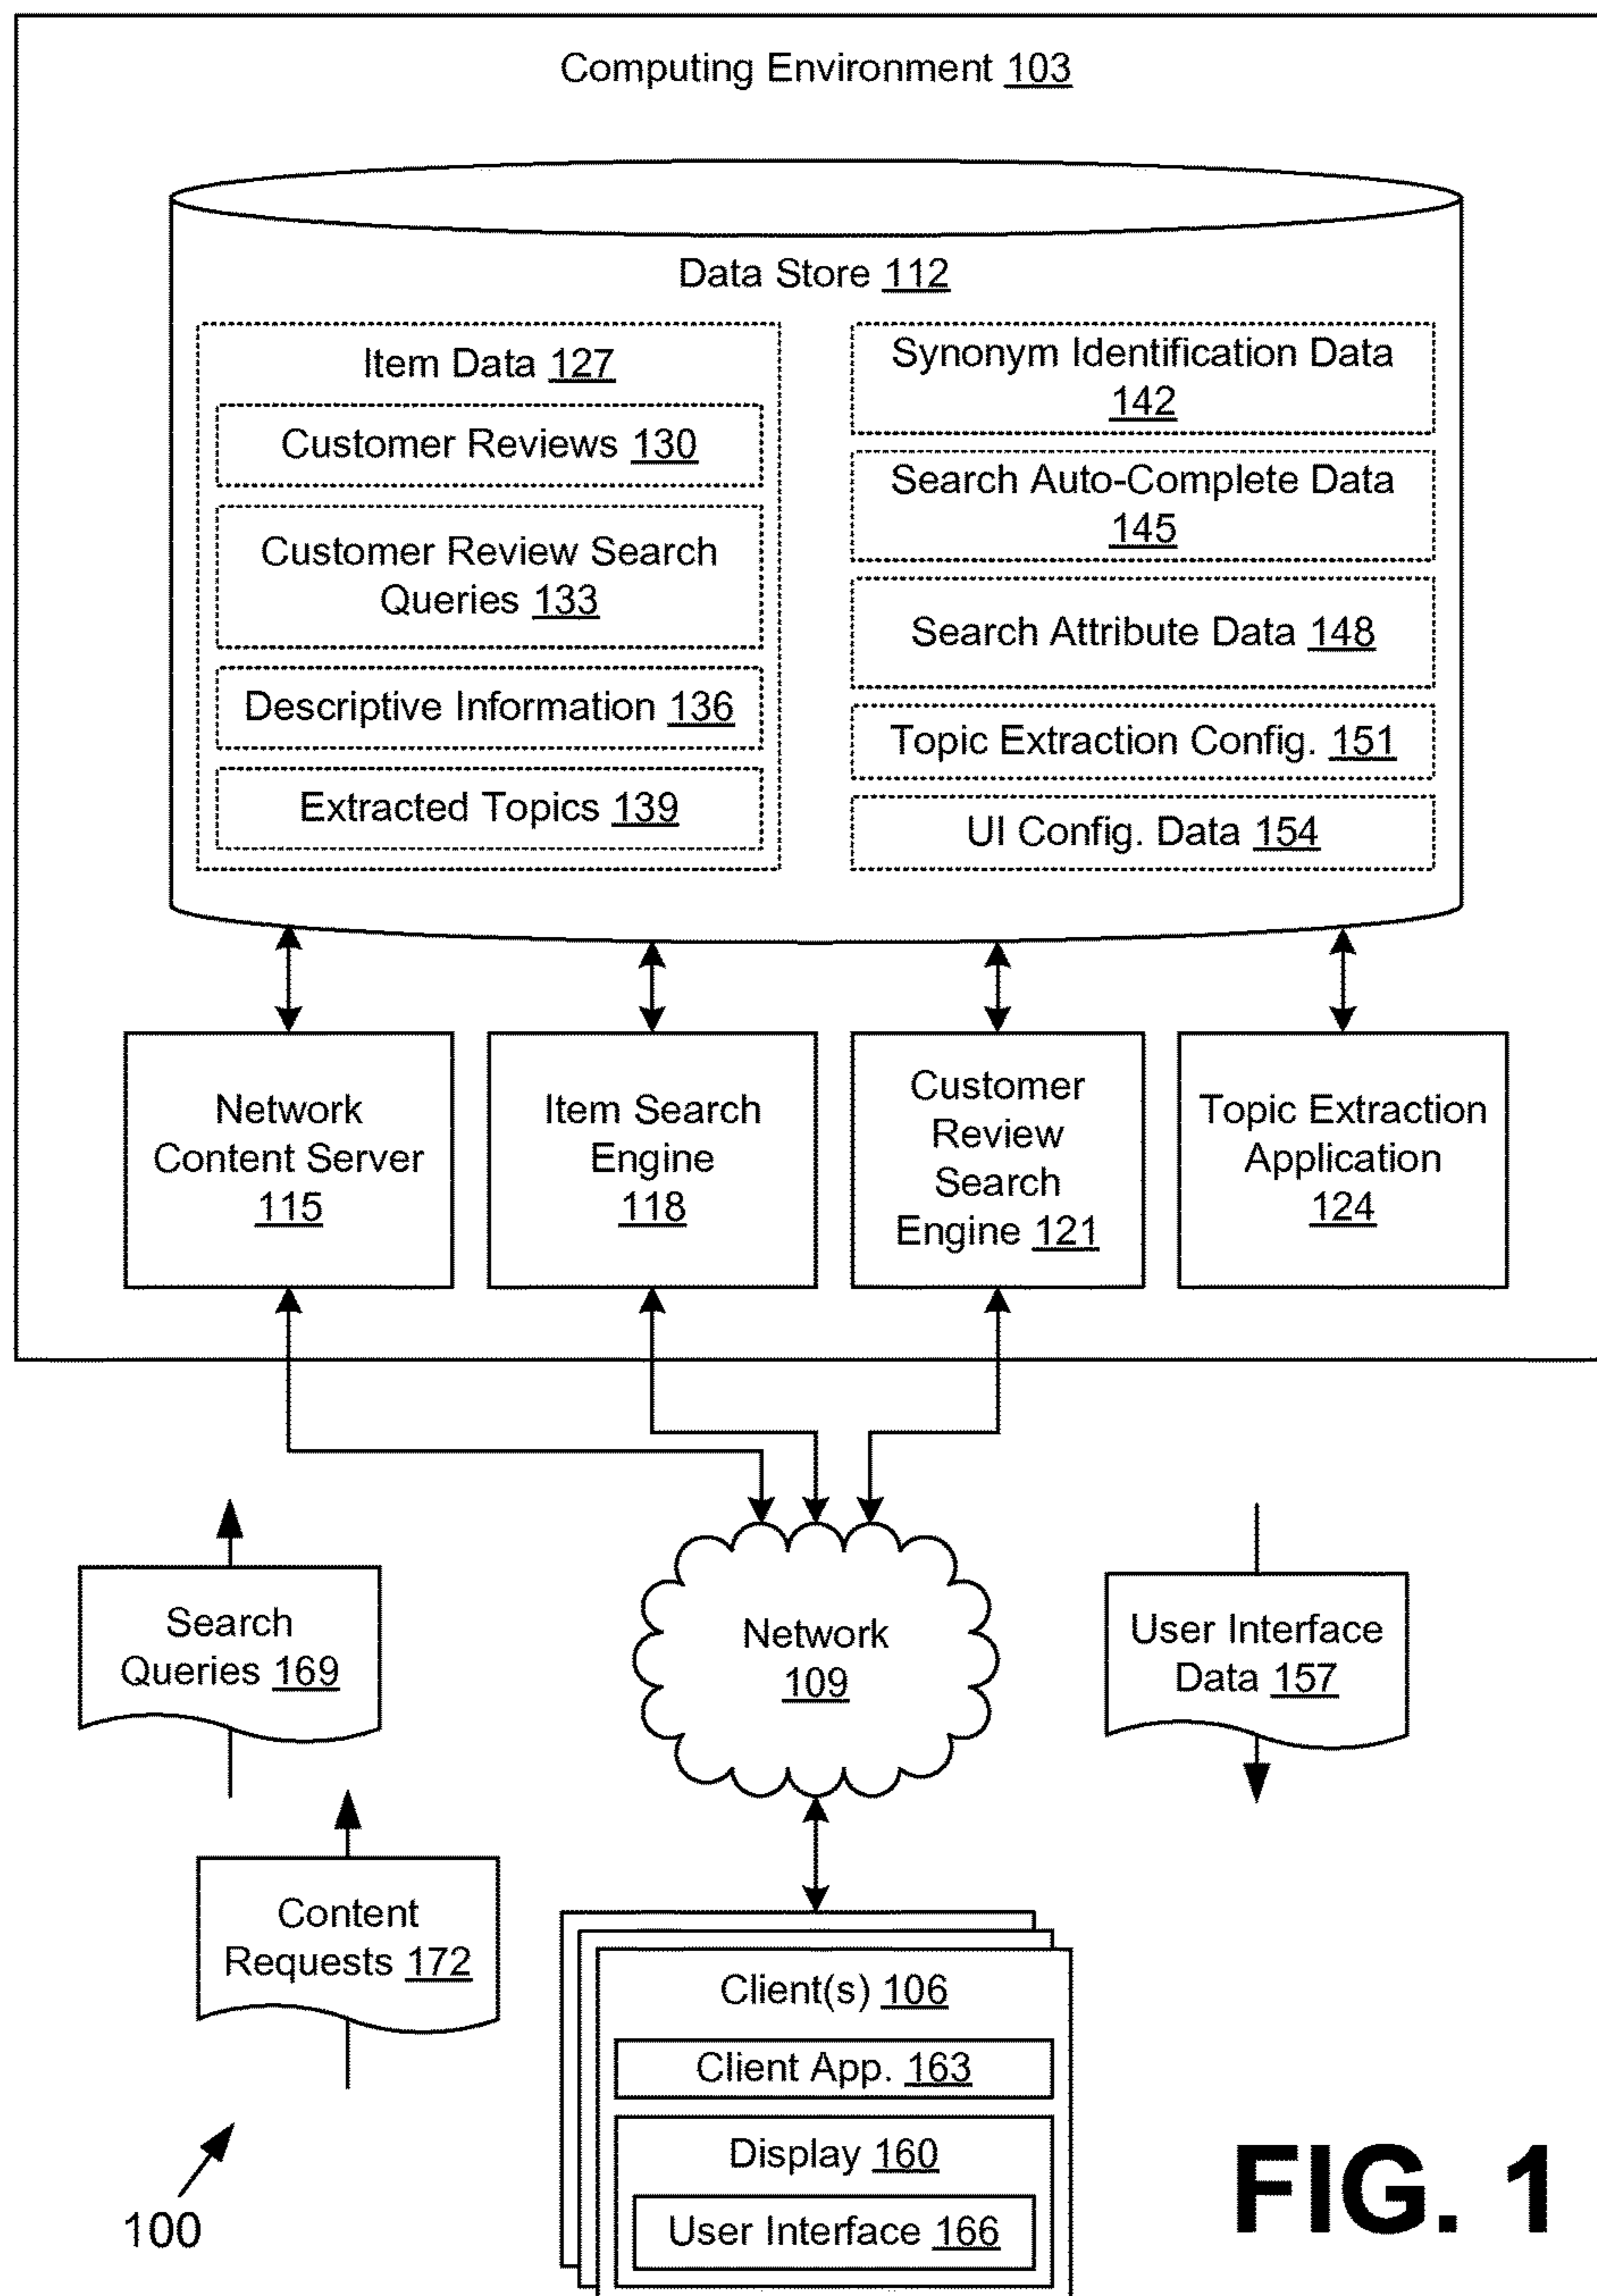 Computing Environment 103
Data Store 112
Item Data 127
Customer Reviews 130
Customer Review Search
Queries 133
Descriptive Information 136
Extracted Topics 139
Synonym Identification Data
142
Search Auto-Complete Data
145
Search Attribute Data 148
Topic Extraction Config. 151
UI Config. Data 154
Network
Content Server
115
Item Search
Engine
118
Customer
Review
Search
Engine 121
Topic Extraction
Application
124
Search
Queries 169
Network
109
User Interface
Data 157
Content
Requests 172
Client(s) 106
Client App. 163
Display 160
User Interface 166
100
FIG. 1